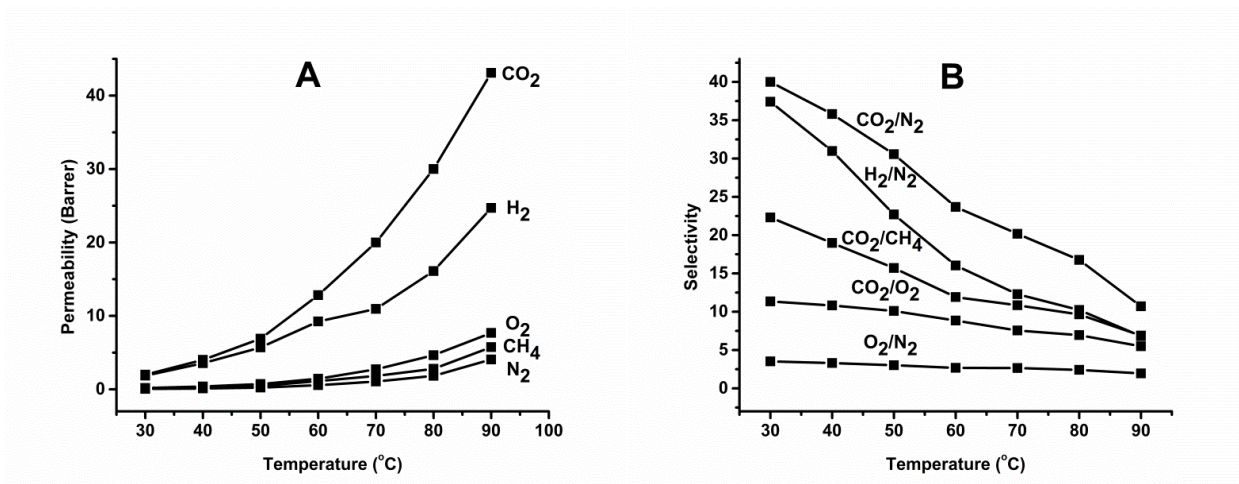 A
Permeability (Barrer)
40
30
20
10
0
CO2
H2
O2
CH4
N2
30 40 50 60 70 80 90 100
Temperature (oC)
B
Selectivity
40
35
30
25
20
15
10
5
0
CO2/N2
H2/N2
CO2/CH4
CO2/O2
O2/N2
30 40 50 60 70 80 90
Temperature (oC)